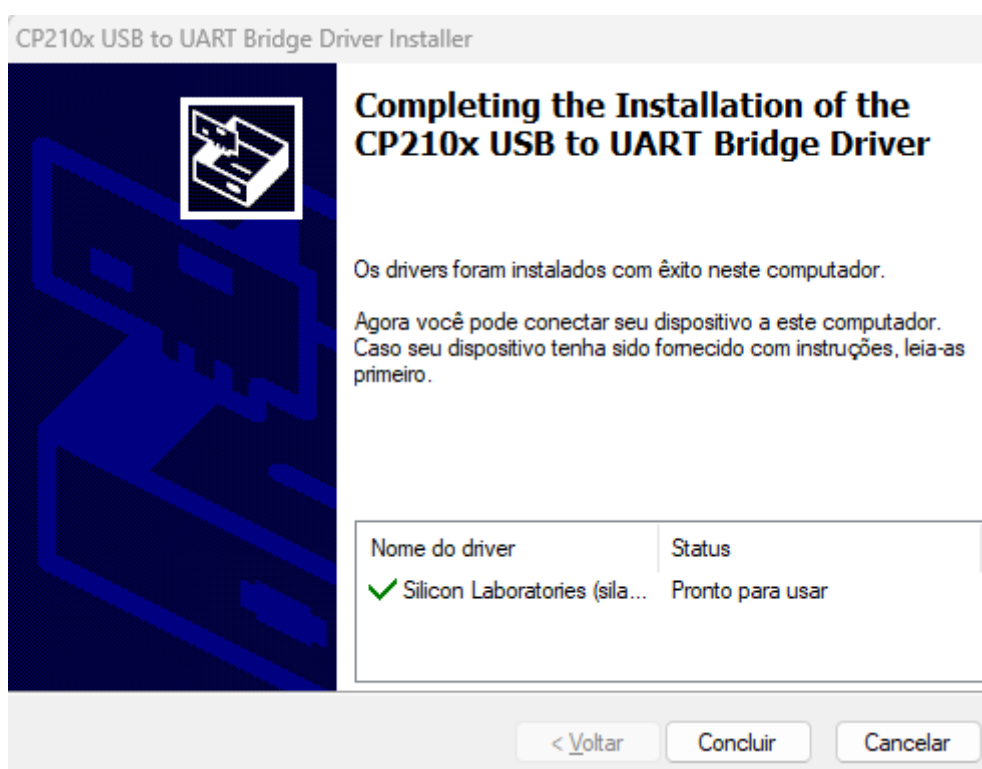 CP210x USB to UART Bridge Driver Installer
Completing the Installation of the
CP210x USB to UART Bridge Driver
Os drivers foram instalados com êxito neste computador.
Agora você pode conectar seu dispositivo a este computador.
Caso seu dispositivo tenha sido fornecido com instruções, leia-as
primeiro.
Nome do driver Status
Silicon Laboratories (sila... Pronto para usar
< Voltar Concluir Cancelar